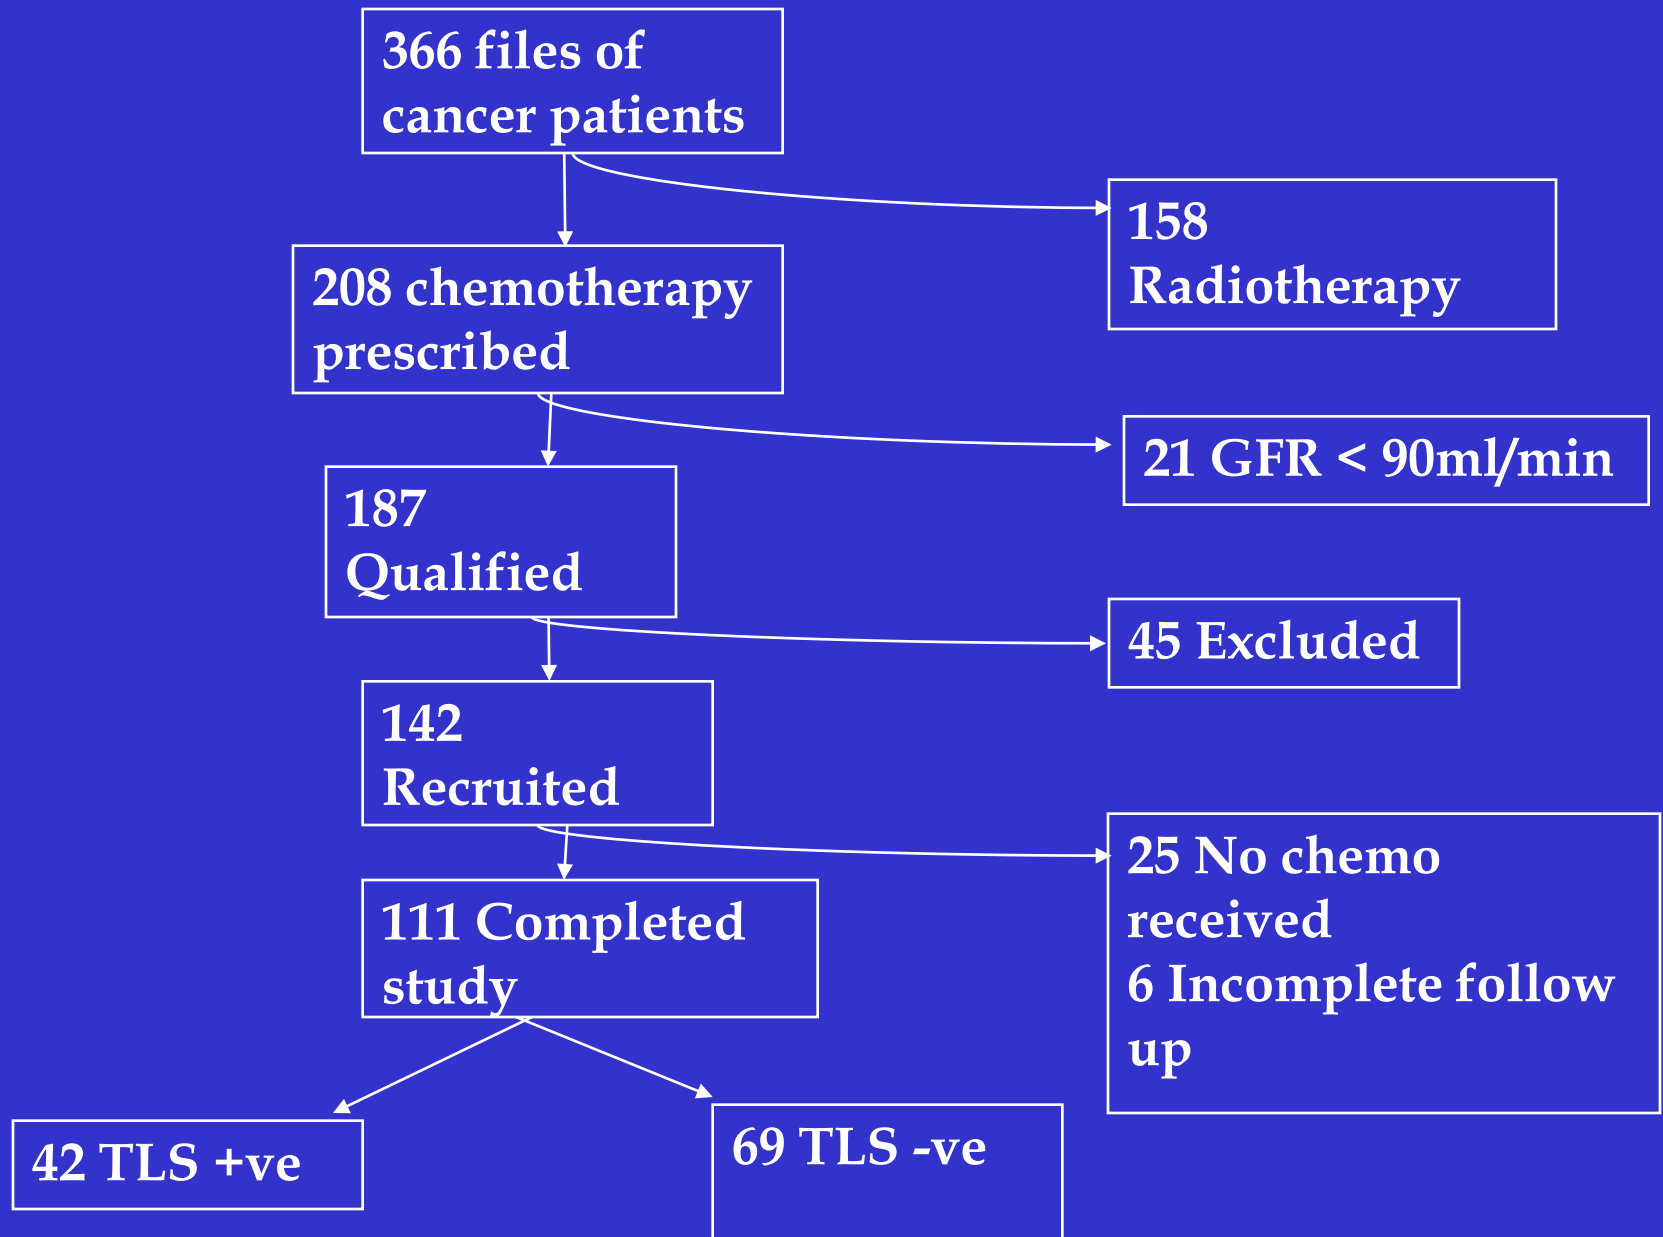 366 files of
cancer patients
158
Radiotherapy
208 chemotherapy
prescribed
21 GFR < 90ml/min
187
Qualified
45 Excluded
142
Recruited
25 No chemo
received
6 Incomplete follow
up
111 Completed
study
42 TLS +ve
69 TLS -ve